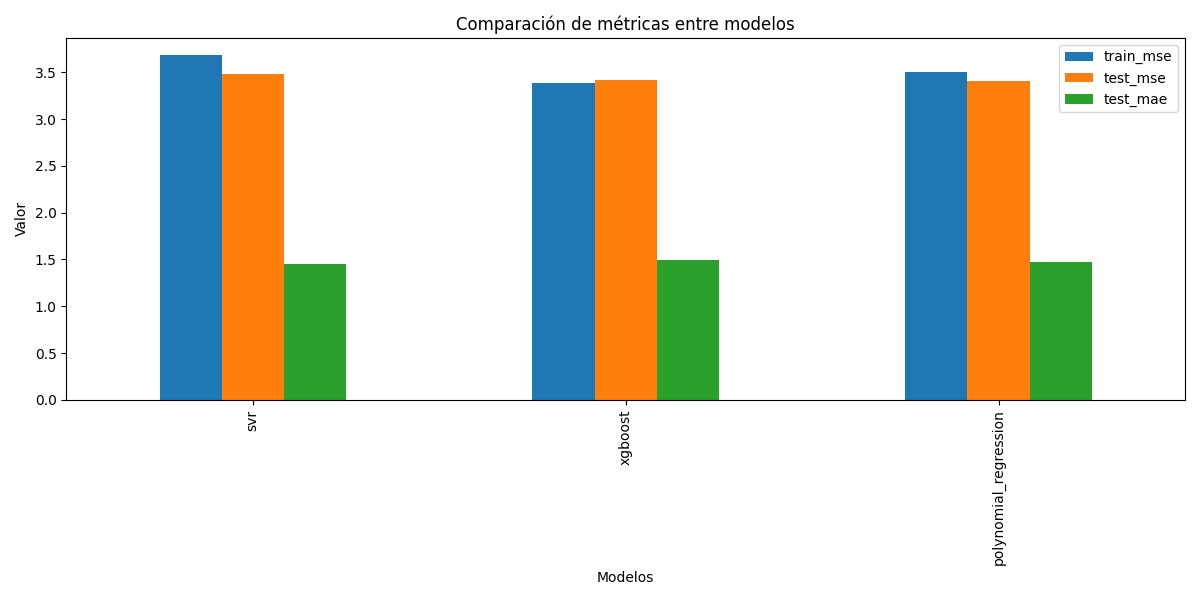 Comparación de métricas entre modelos
train_mse
test_mse
test_mae
Valor
3.5
3.0
2.5
2.0
1.5
1.0
0.5
0.0
svr
xgboost
polynomial_regression
Modelos